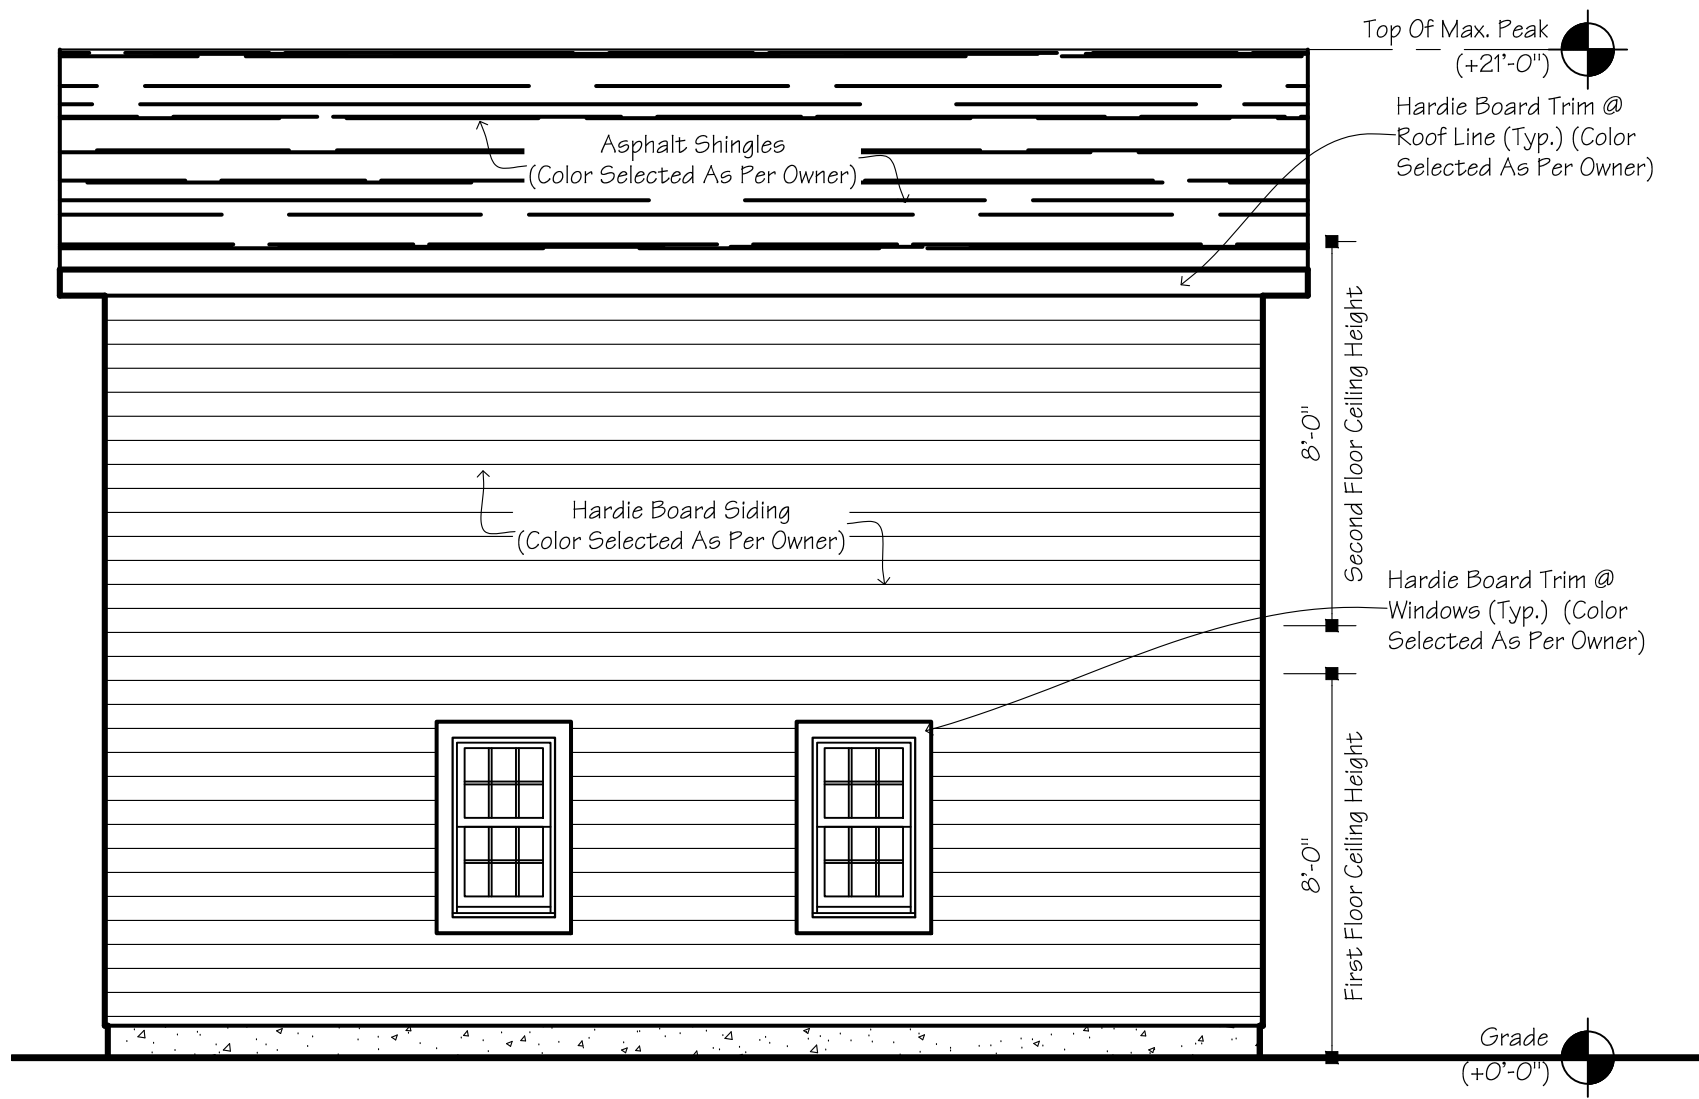 Top Of Max. Peak
(+21'-0")
Hardie Board Trim @
Roof Line (Typ.) (Color
Selected As Per Owner)
Asphalt Shingles
(Color Selected As Per Owner)
8'-0"
Second Floor Ceiling Height
Hardie Board Siding
(Color Selected As Per Owner)
Hardie Board Trim @
Windows (Typ.) (Color
Selected As Per Owner)
8'-0"
First Floor Ceiling Height
Grade
(+0'-0")